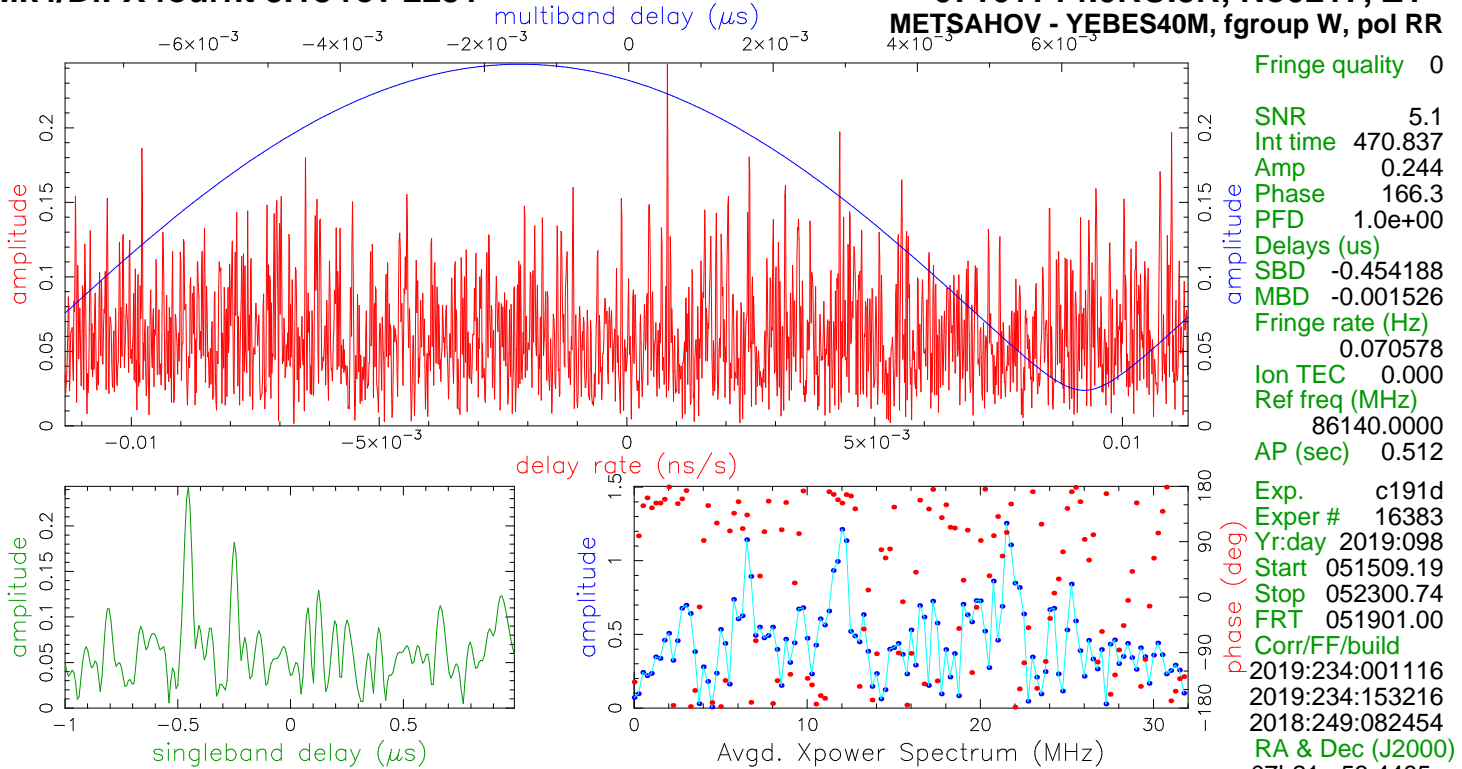 multiband delay (μs)
METSAHOV - YEBES40M, fgroup W, pol RR
−6×10⁻³ −4×10⁻³ −2×10⁻³ 0 2×10⁻³ 4×10⁻³ 6×10⁻³
amplitude
0 0.05 0.1 0.15 0.2
amplitude
0 0.05 0.1 0.15 0.2
−0.01 −5×10⁻³ 0 5×10⁻³ 0.01
delay rate (ns/s)
Fringe quality 0
SNR 5.1
Int time 470.837
Amp 0.244
Phase 166.3
PFD 1.0e+00
Delays (us)
SBD -0.454188
MBD -0.001526
Fringe rate (Hz)
0.070578
Ion TEC 0.000
Ref freq (MHz)
86140.0000
AP (sec) 0.512
Exp. c191d
Exper # 16383
Yr:day 2019:098
Start 051509.19
Stop 052300.74
FRT 051901.00
Corr/FF/build
2019:234:001116
2019:234:153216
2018:249:082454
RA & Dec (J2000)
amplitude
0 0.05 0.1 0.15 0.2
−1 −0.5 0 0.5
singleband delay (μs)
amplitude
0 0.5 1 1.5
phase (deg)
−180 −90 0 90 180
0 10 20 30
Avgd. Xpower Spectrum (MHz)